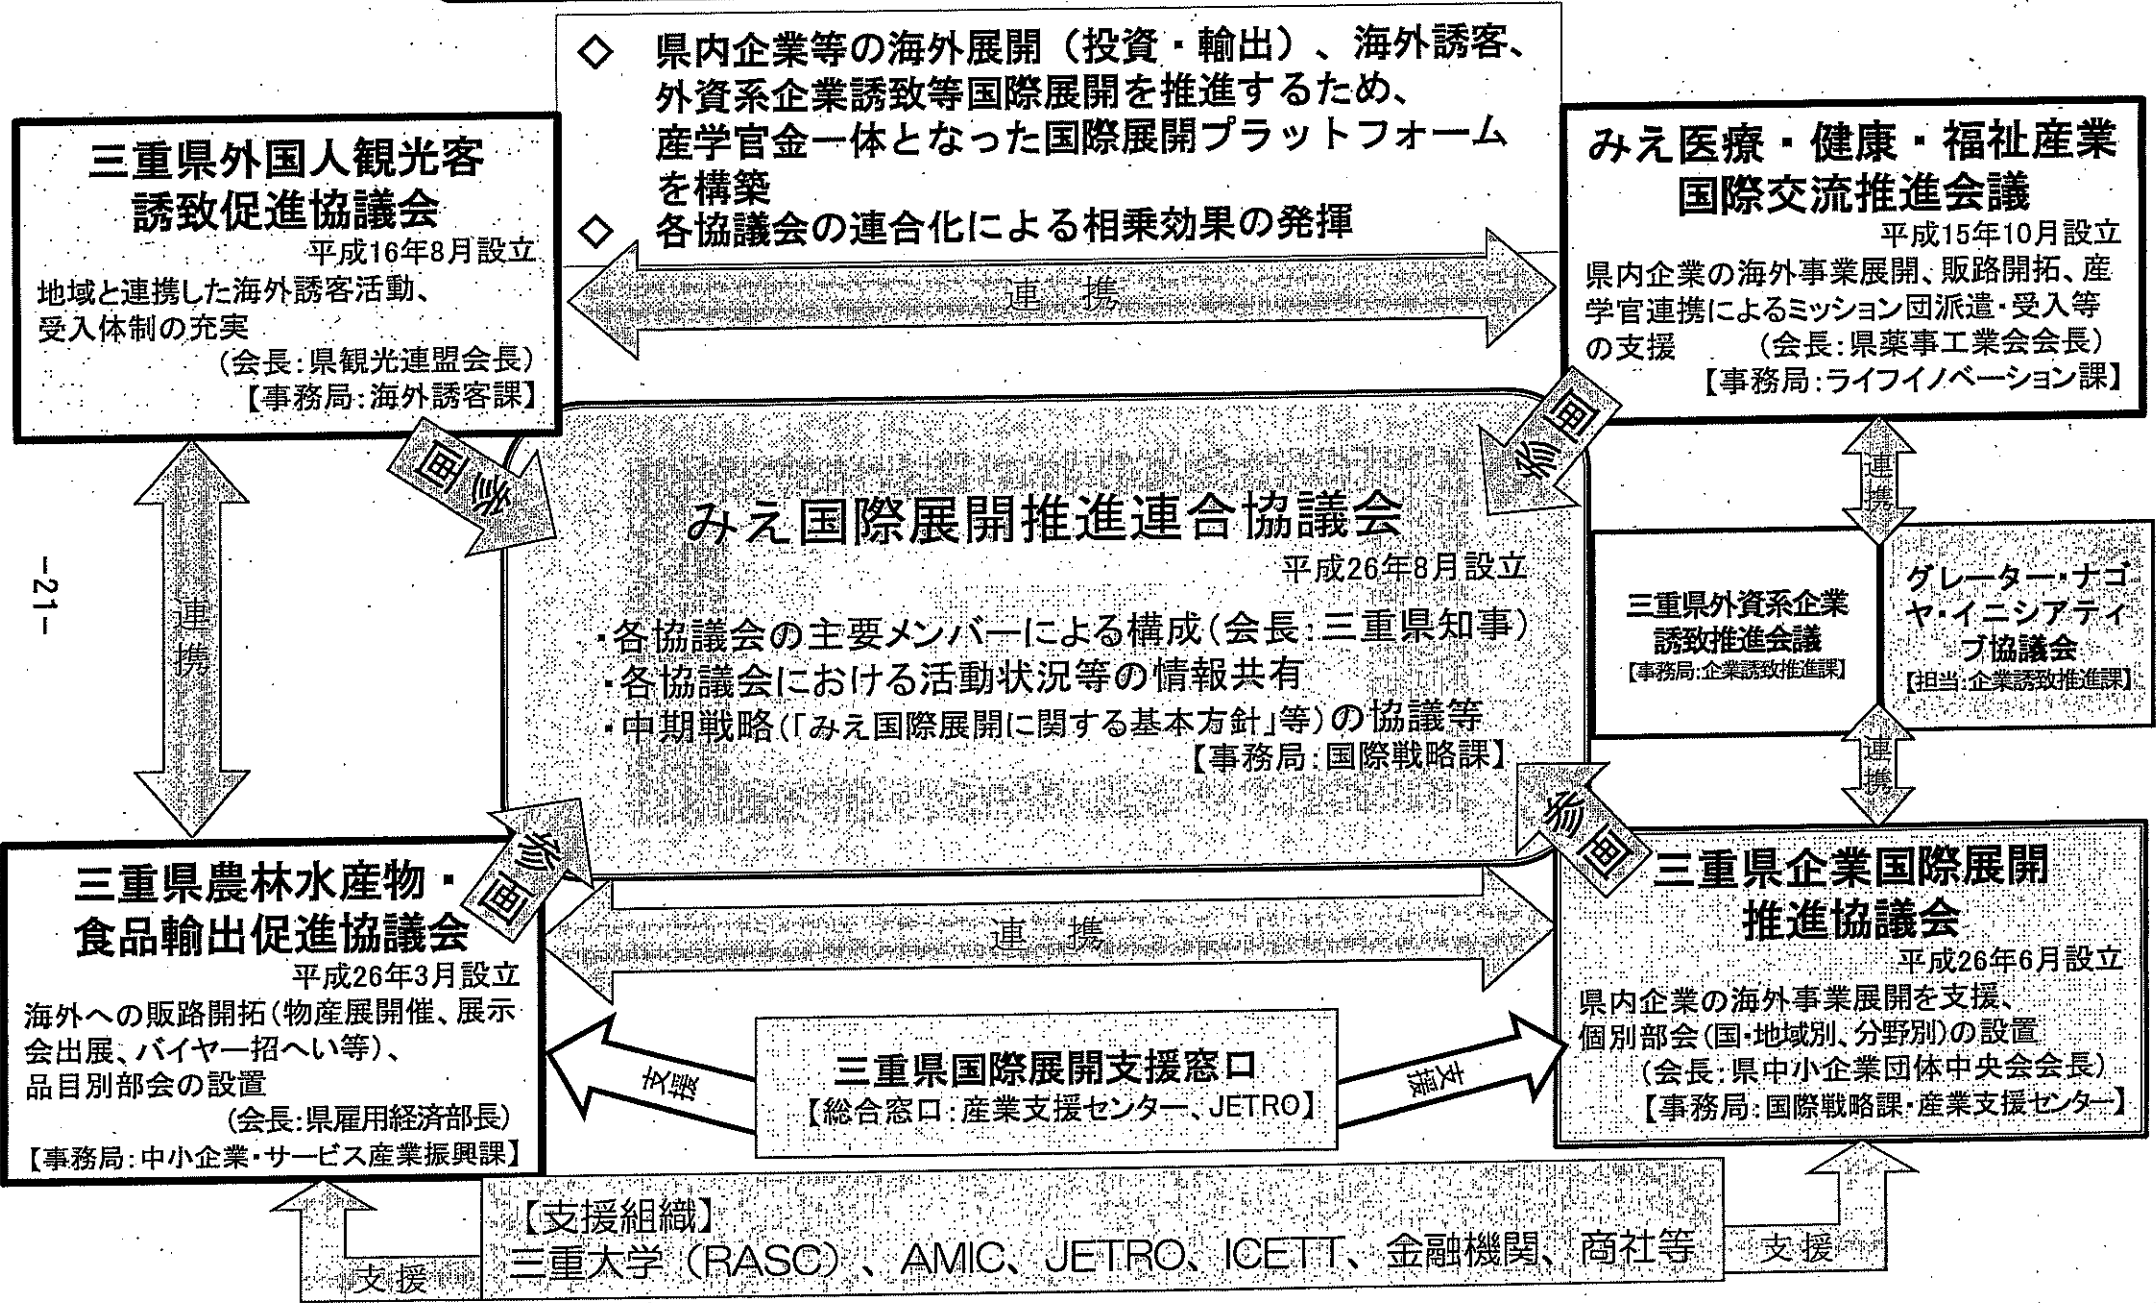 ◇ 県内企業等の海外展開（投資・輸出）、海外誘客、
外資系企業誘致等国際展開を推進するため、
産学官金一体となった国際展開プラットフォーム
を構築
◇ 各協議会の連合化による相乗効果の発揮
三重県外国人観光客
誘致促進協議会
平成16年8月設立
地域と連携した海外誘客活動、
受入体制の充実
（会長：県観光連盟会長）
【事務局：海外誘客課】
連　携
みえ医療・健康・福祉産業
国際交流推進会議
平成15年10月設立
県内企業の海外事業展開、販路開拓、産
学官連携によるミッション団派遣・受入等
の支援　（会長：県薬事工業会会長）
【事務局：ライフイノベーション課】
参画
参画
連携
連携
みえ国際展開推進連合協議会
平成26年8月設立
・各協議会の主要メンバーによる構成（会長：三重県知事）
・各協議会における活動状況等の情報共有
・中期戦略（「みえ国際展開に関する基本方針」等）の協議等
【事務局：国際戦略課】
三重県外資系企業
誘致推進会議
【事務局：企業誘致推進課】
グレーター・ナゴ
ヤ・イニシアティ
ブ協議会
【担当：企業誘致推進課】
連携
参画
参画
三重県農林水産物・
食品輸出促進協議会
平成26年3月設立
海外への販路開拓（物産展開催、展示
会出展、バイヤー招へい等）、
品目別部会の設置
（会長：県雇用経済部長）
【事務局：中小企業・サービス産業振興課】
連　携
三重県企業国際展開
推進協議会
平成26年6月設立
県内企業の海外事業展開を支援、
個別部会（国・地域別、分野別）の設置
（会長：県中小企業団体中央会会長）
【事務局：国際戦略課・産業支援センター】
支援
三重県国際展開支援窓口
【総合窓口：産業支援センター、JETRO】
支援
支援
【支援組織】
三重大学（RASC）、AMIC、JETRO、ICETT、金融機関、商社等
支援
-21-